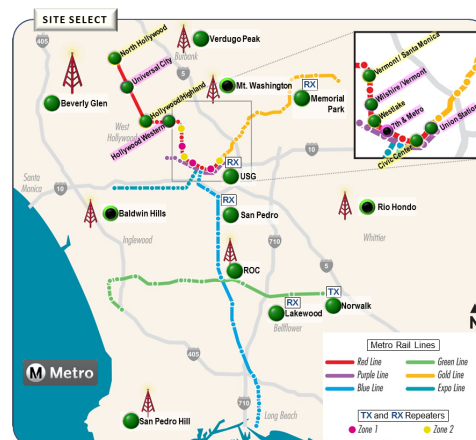 SITE SELECT
405
North Hollywood
Burbank
Verdugo Peak
5
Universal City
Beverly Glen
Hollywood/Highland
Mt. Washington
RX
Memorial
Park
West
Hollywood
Hollywood Western
Vermont / Santa Monica
Wilshire / Vermont
Westlake
7th & Metro
Union Station
Civic Center
RX
USG
10
Santa
Monica
10
Baldwin Hills
RX
San Pedro
Rio Hondo
Inglewood
710
Whittier
ROC
5
TX
Norwalk
RX
Lakewood
Bellflower
405
M Metro
710
San Pedro Hill
Long Beach
N
Metro Rail Lines
Red Line
Green Line
Purple Line
Gold Line
Blue Line
Expo Line
TX and RX Repeaters
Zone 1
Zone 2